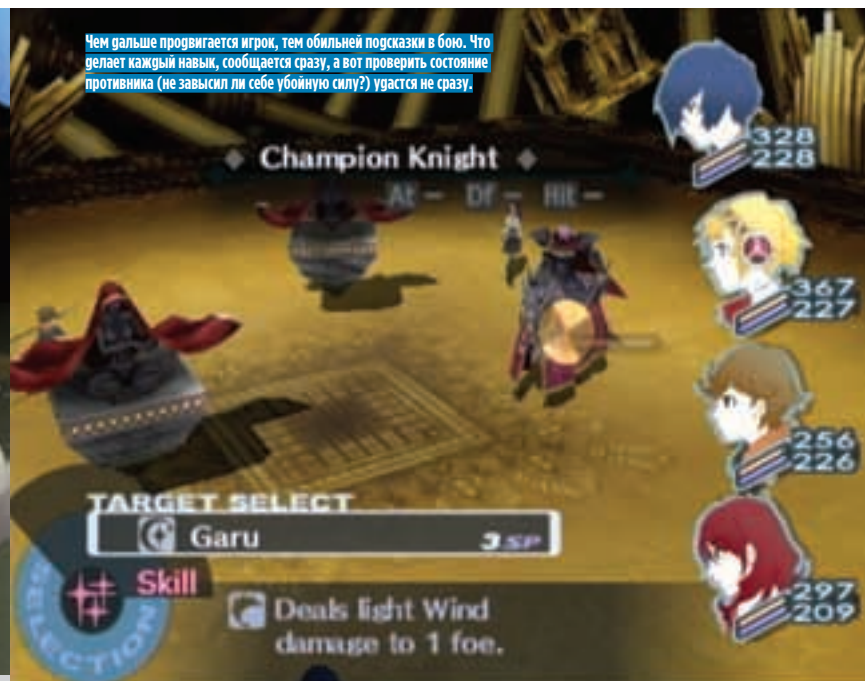 Чем дальше продвигается игрок, тем обильней подсказки в бою. Что
делает каждый навык, сообщается сразу, а вот проверить состояние
противника (не завысил ли себе убойную силу?) удастся не сразу.
Champion Knight
At – Df – Hit –
328
228
367
227
256
226
297
209
TARGET SELECT
Garu 3 SP
Skill
SELECTION
Deals light Wind
damage to 1 foe.